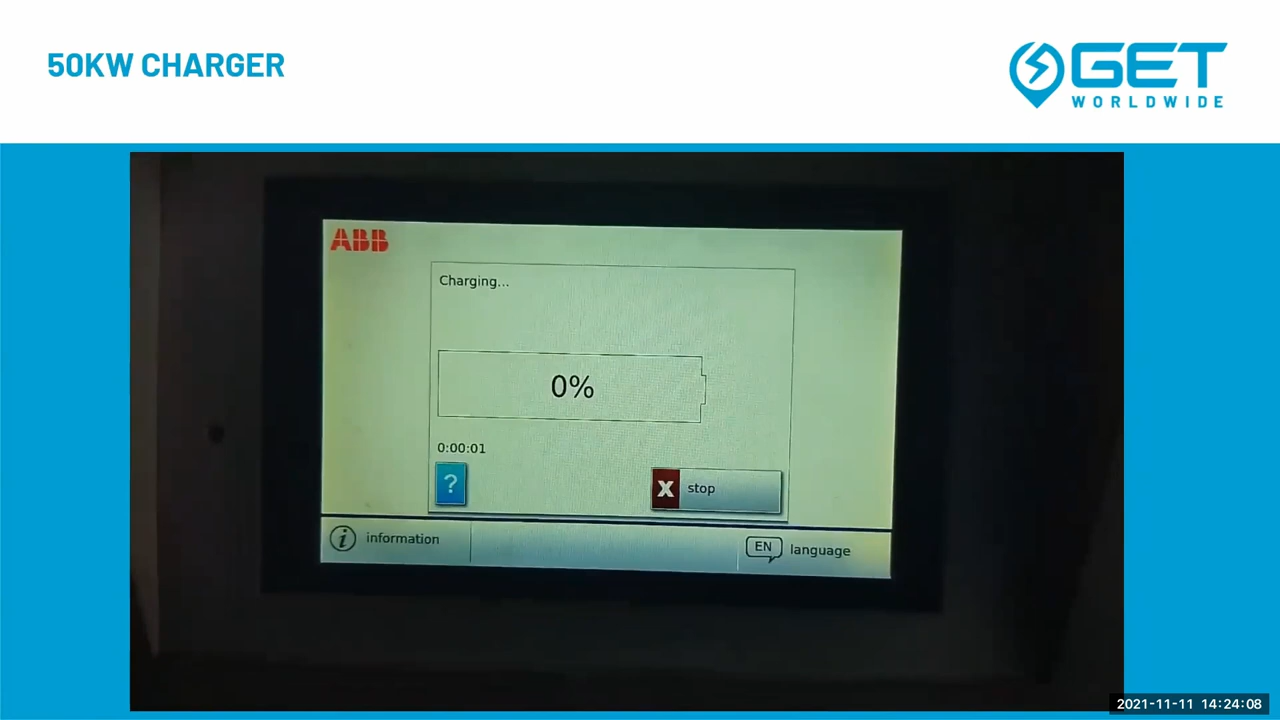 50KW CHARGER
GET
WORLDWIDE
ABB
Charging...
0%
0:00:01
?
X stop
i information
EN language
2021-11-11 14:24:08